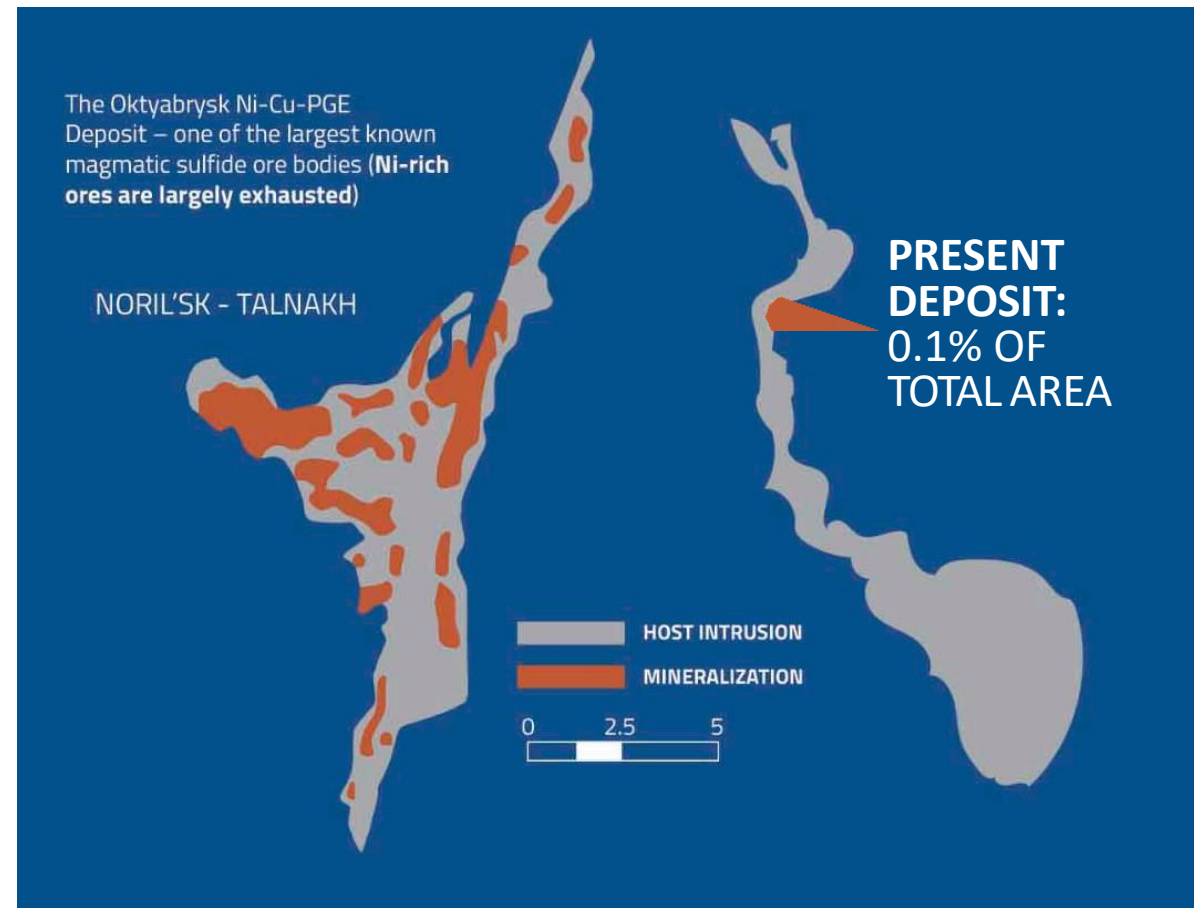 The Oktyabrysk Ni-Cu-PGE
Deposit – one of the largest known
magmatic sulfide ore bodies (Ni-rich
ores are largely exhausted)
NORIL'SK - TALNAKH
PRESENT
DEPOSIT:
0.1% OF
TOTAL AREA
HOST INTRUSION
MINERALIZATION
0 2.5 5